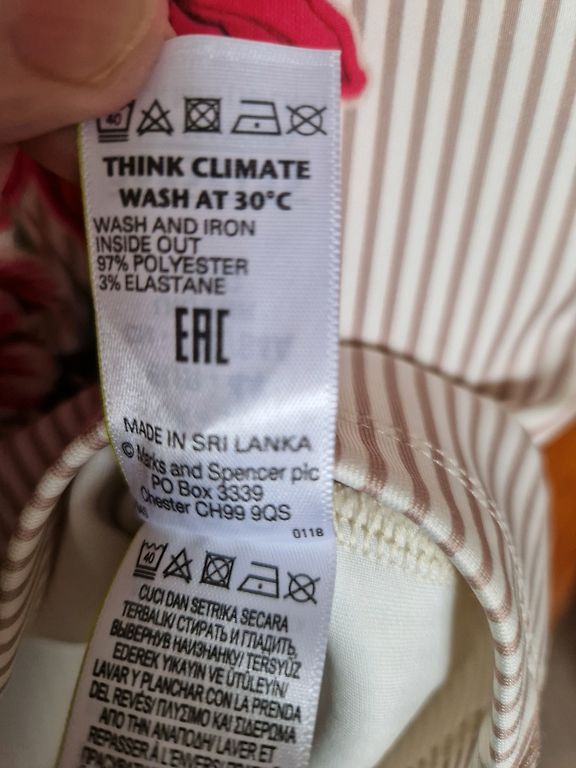 40
THINK CLIMATE
WASH AT 30°C
WASH AND IRON
INSIDE OUT
97% POLYESTER
3% ELASTANE
EAC
MADE IN SRI LANKA
© Marks and Spencer plc
PO Box 3339
Chester CH99 9QS
0118
40
CUCI DAN SETRIKA SECARA
TERBALIK/ СТИРАТЬ И ГЛАДИТЬ,
ВЫВЕРНУВ НАИЗНАНКУ/ TERSYÜZ
EDEREK YIKAYIN VE ÜTÜLEYIN/
LAVAR Y PLANCHAR CON LA PRENDA
DEL REVÉS/ ΠΛΥΣΙΜΟ ΚΑΙ ΣΙΔΕΡΩΜΑ
ΑΠΟ ΤΗΝ ΑΝΑΠΟΔΗ/ LAVER ET
REPASSER À L'ENVERS/